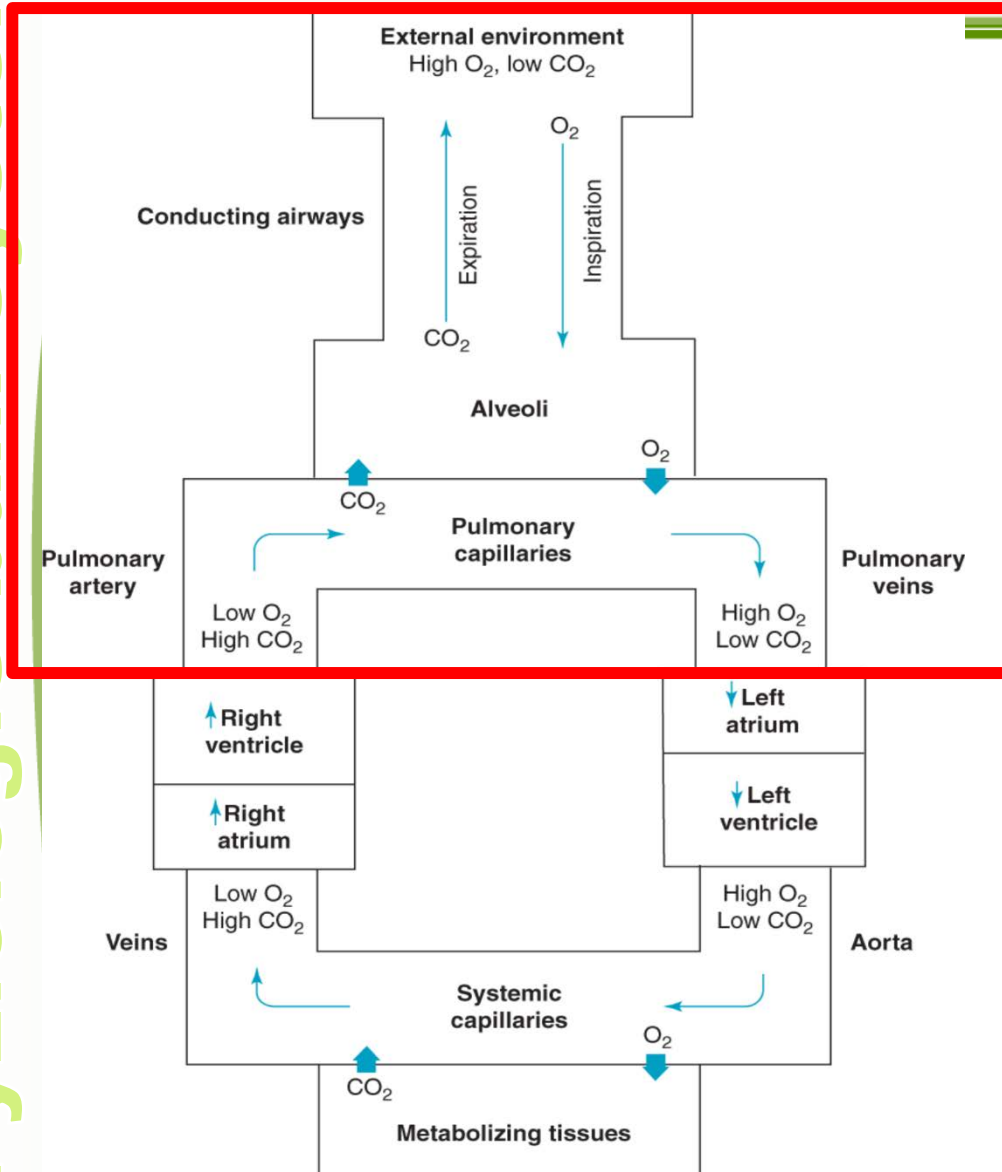 External environment
High O₂, low CO₂
O₂
Conducting airways
Expiration
Inspiration
CO₂
Alveoli
O₂
CO₂
Pulmonary
capillaries
Pulmonary
artery
Pulmonary
veins
Low O₂
High CO₂
High O₂
Low CO₂
Right
ventricle
Left
atrium
Right
atrium
Left
ventricle
Low O₂
High CO₂
High O₂
Low CO₂
Veins
Aorta
Systemic
capillaries
O₂
CO₂
Metabolizing tissues